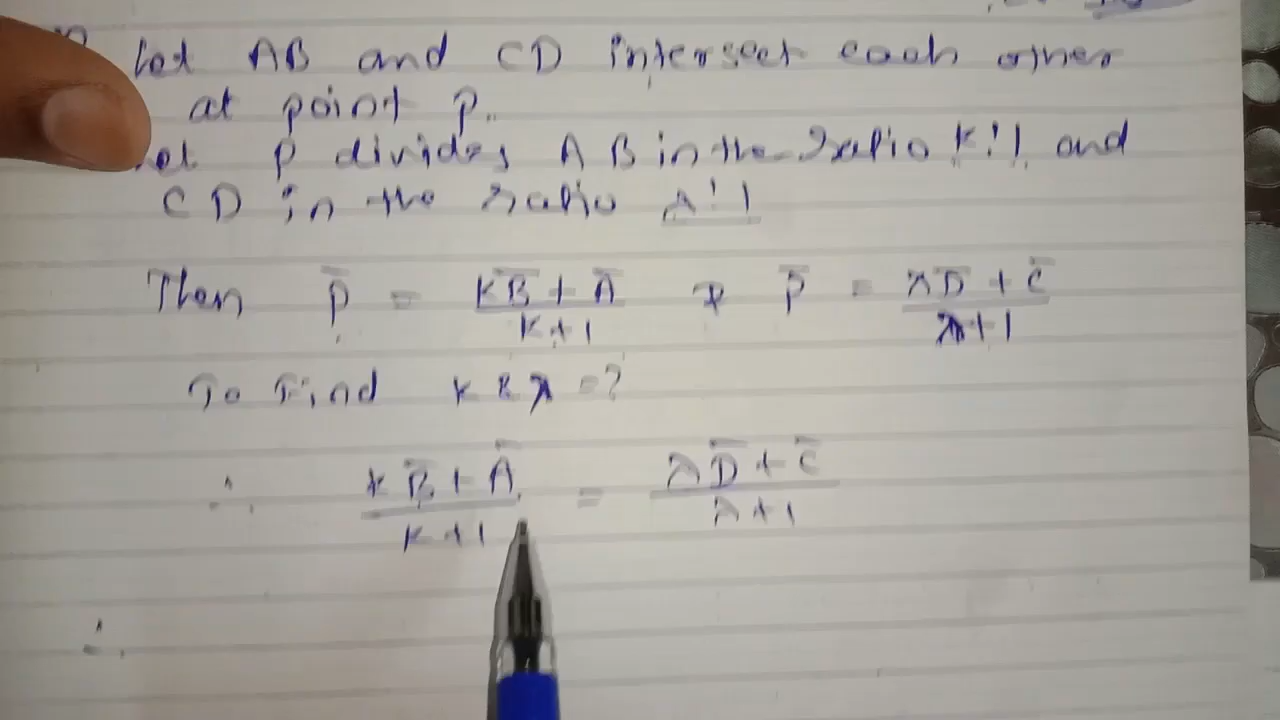 Let AB and CD intersect each other
at point P.
et P divides AB in the ratio K:1 and
CD in the ratio λ:1
Then P̄ = (KB̄ + Ā)/(K+1) & P̄ = (λD̄ + C̄)/(λ+1)
To Find K & λ = ?
∴ (KB̄ + Ā)/(K+1) = (λD̄ + C̄)/(λ+1)
∴